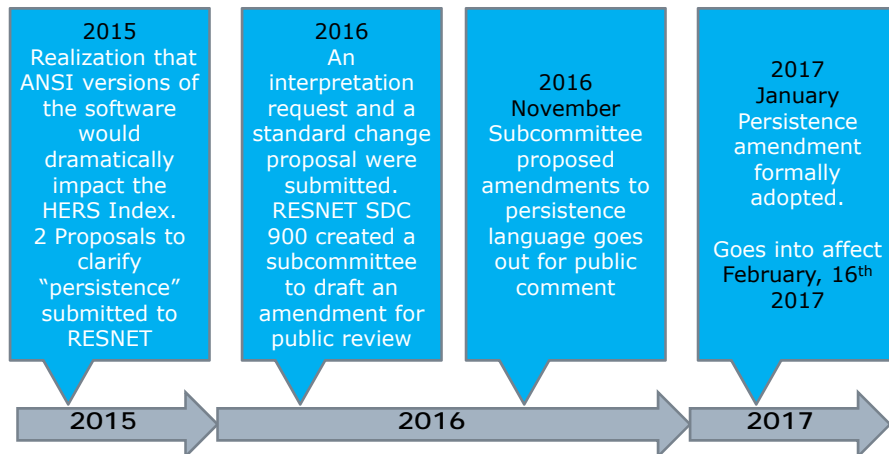 2015
Realization that
ANSI versions of
the software
would
dramatically
impact the
HERS Index.
2 Proposals to
clarify
“persistence”
submitted to
RESNET
2016
An
interpretation
request and a
standard change
proposal were
submitted.
RESNET SDC
900 created a
subcommittee
to draft an
amendment for
public review
2016
November
Subcommittee
proposed
amendments to
persistence
language goes
out for public
comment
2017
January
Persistence
amendment
formally
adopted.
Goes into affect
February, 16th
2017
2015
2016
2017